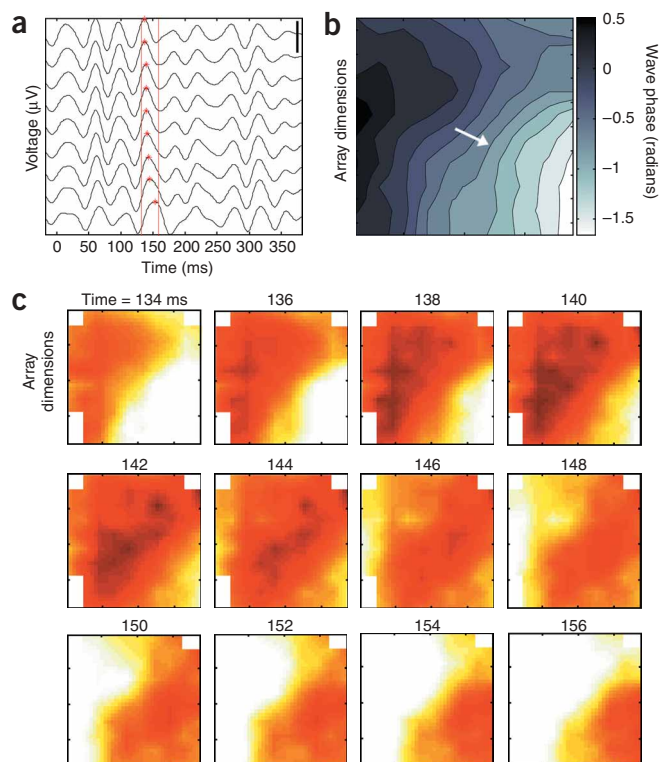 a
Voltage (μV)
0 50 100 150 200 250 300 350
Time (ms)
b
Array dimensions
0.5
0
−0.5
−1
−1.5
Wave phase (radians)
c
Array
dimensions
Time = 134 ms 136 138 140
142 144 146 148
150 152 154 156